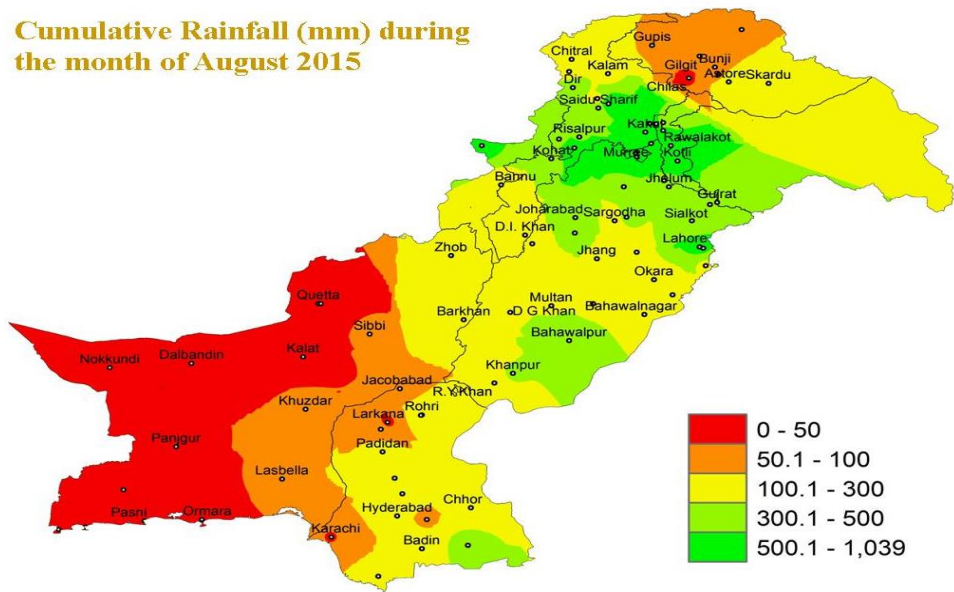 Cumulative Rainfall (mm) during
the month of August 2015
Gupis
Chitral
Bunji
Kalam
Gilgit
Astore
Skardu
Dir
Chilas
Saidu Sharif
Kakul
Risalpur
Rawalakot
Kohat
Murree
Kotli
Bannu
Jhelum
Gujrat
Joharabad
Sargodha
Sialkot
D.I. Khan
Lahore
Zhob
Jhang
Okara
Quetta
Multan
Barkhan
D G Khan
Bahawalnagar
Sibbi
Bahawalpur
Nokkundi
Dalbandin
Kalat
Khanpur
Jacobabad
R.Y.Khan
Khuzdar
Larkana
Rohri
Panjgur
Padidan
Lasbella
Chhor
Pasni
Ormara
Hyderabad
Karachi
Badin
0 - 50
50.1 - 100
100.1 - 300
300.1 - 500
500.1 - 1,039